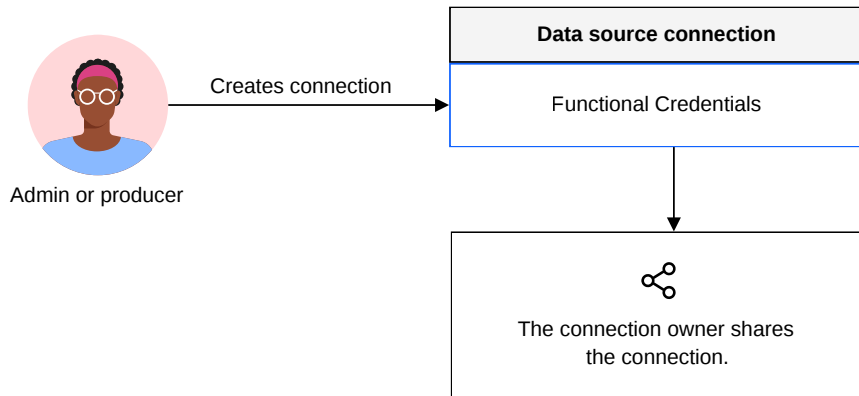 Data source connection
Creates connection
Functional Credentials
Admin or producer
The connection owner shares
the connection.